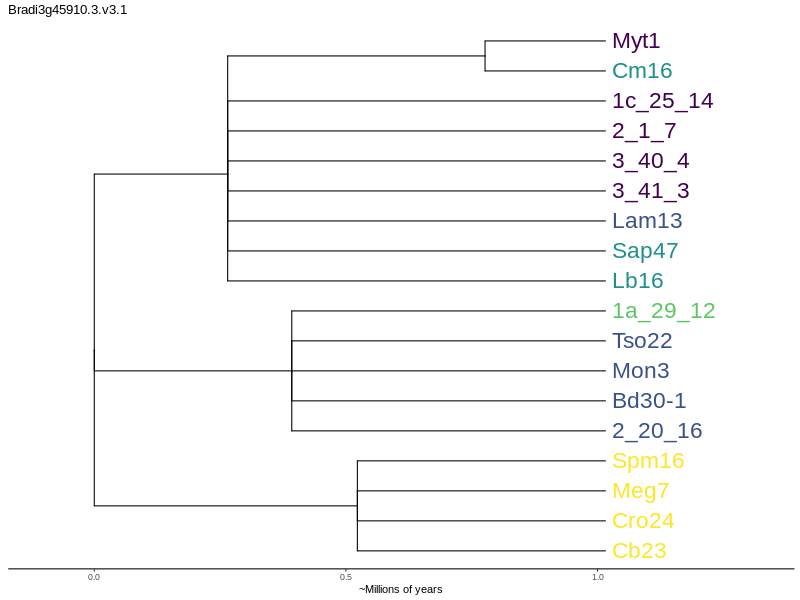 Bradi3g45910.3.v3.1
Myt1
Cm16
1c_25_14
2_1_7
3_40_4
3_41_3
Lam13
Sap47
Lb16
1a_29_12
Tso22
Mon3
Bd30-1
2_20_16
Spm16
Meg7
Cro24
Cb23
0.0 0.5 1.0
~Millions of years